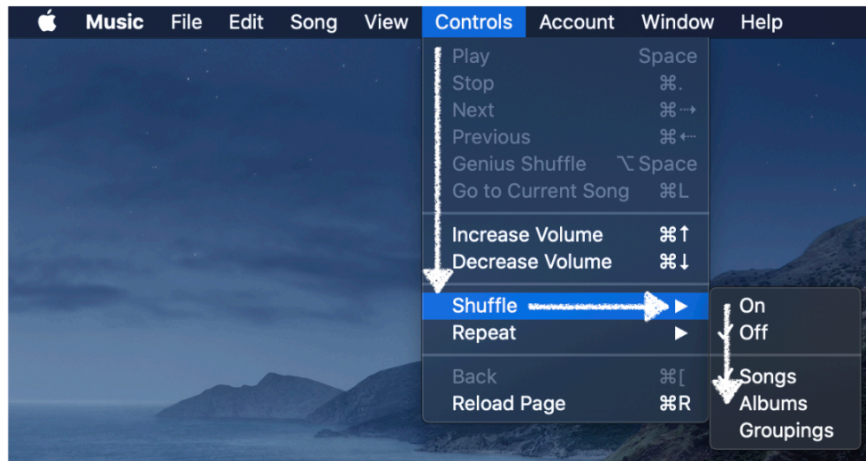 Music File Edit Song View Controls Account Window Help
Play Space
Stop ⌘.
Next ⌘⇢
Previous ⌘⇠
Genius Shuffle ⌥ Space
Go to Current Song ⌘L
Increase Volume ⌘↑
Decrease Volume ⌘↓
Shuffle ▶
Repeat ▶
Back ⌘[
Reload Page ⌘R
On
Off
Songs
Albums
Groupings